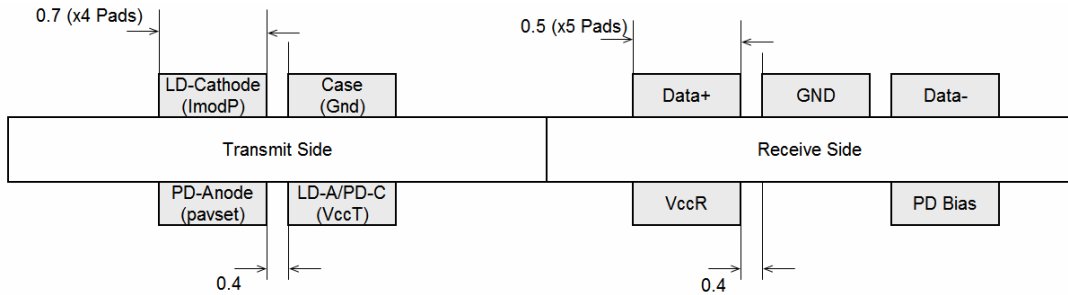 0.7 (x4 Pads)
0.5 (x5 Pads)
LD-Cathode
(ImodP)
Case
(Gnd)
Data+
GND
Data-
Transmit Side
Receive Side
PD-Anode
(pavset)
LD-A/PD-C
(VccT)
VccR
PD Bias
0.4
0.4